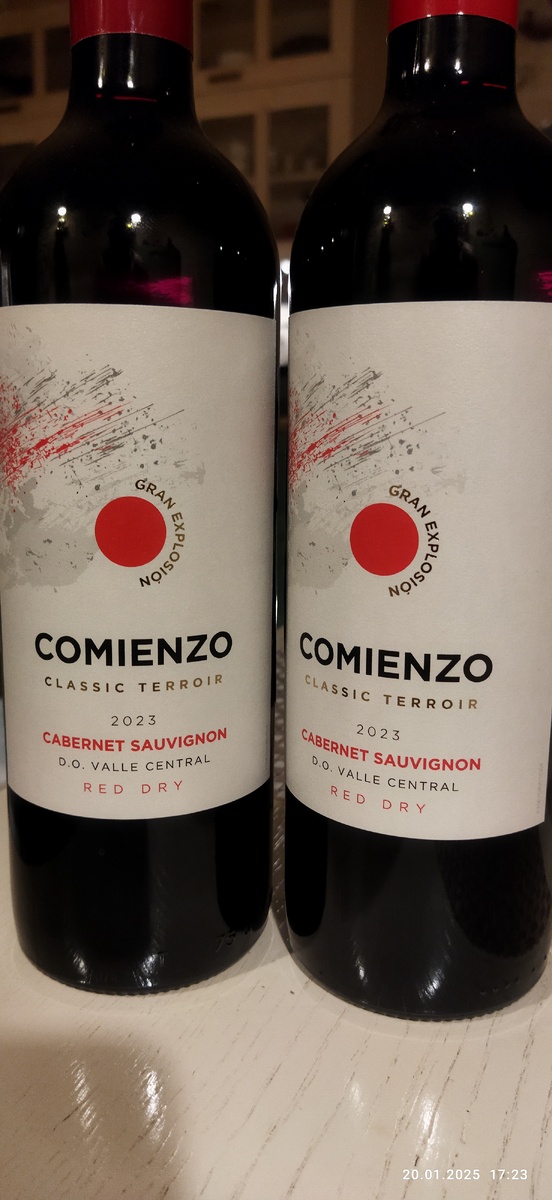 GRAN EXPLOSIÓN
COMIENZO
CLASSIC TERROIR
2023
CABERNET SAUVIGNON
D.O. VALLE CENTRAL
RED DRY
GRAN EXPLOSIÓN
COMIENZO
CLASSIC TERROIR
2023
CABERNET SAUVIGNON
D.O. VALLE CENTRAL
RED DRY
20.01.2025 17:23